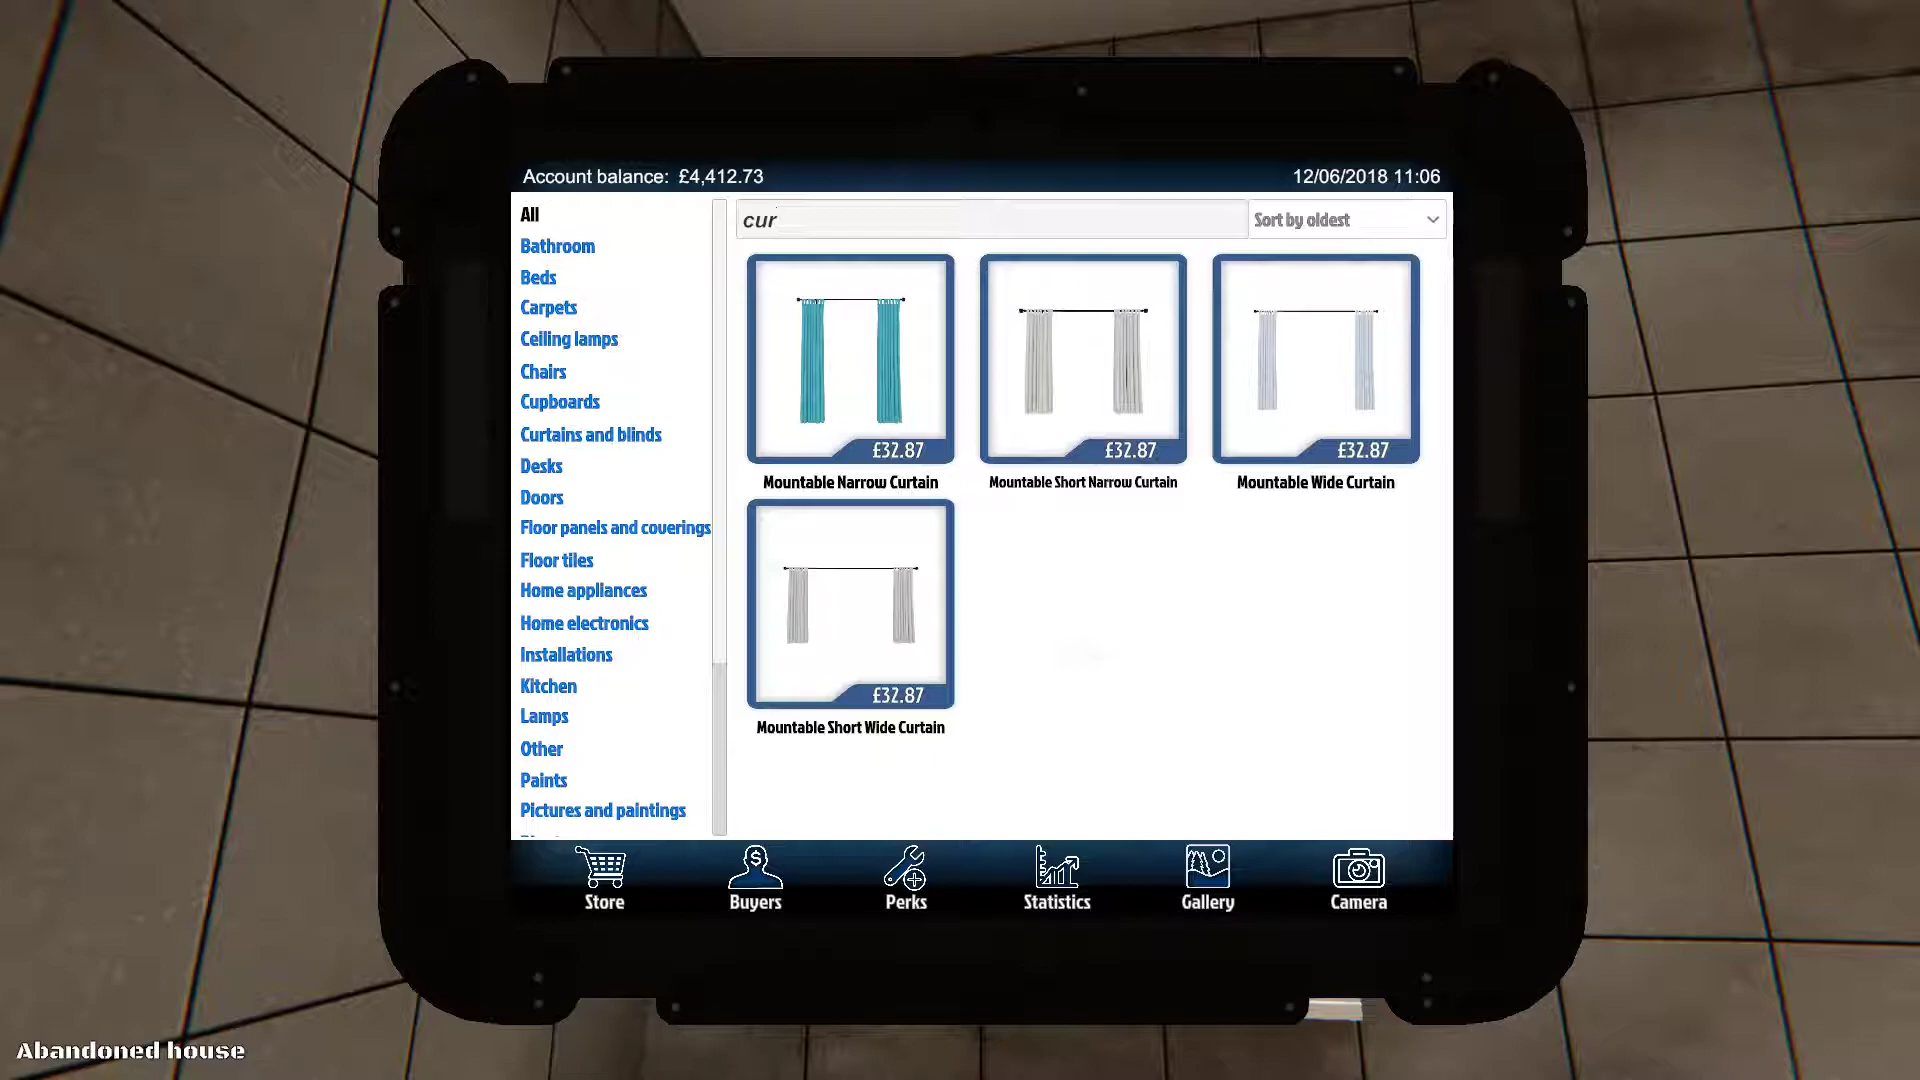 Account balance: £4,412.73
12/06/2018 11:06
All
Bathroom
Beds
Carpets
Ceiling lamps
Chairs
Cupboards
Curtains and blinds
Desks
Doors
Floor panels and coverings
Floor tiles
Home appliances
Home electronics
Installations
Kitchen
Lamps
Other
Paints
Pictures and paintings
cur
Sort by oldest
£32.87
£32.87
£32.87
Mountable Narrow Curtain
Mountable Short Narrow Curtain
Mountable Wide Curtain
£32.87
Mountable Short Wide Curtain
Store
Buyers
Perks
Statistics
Gallery
Camera
Abandoned house